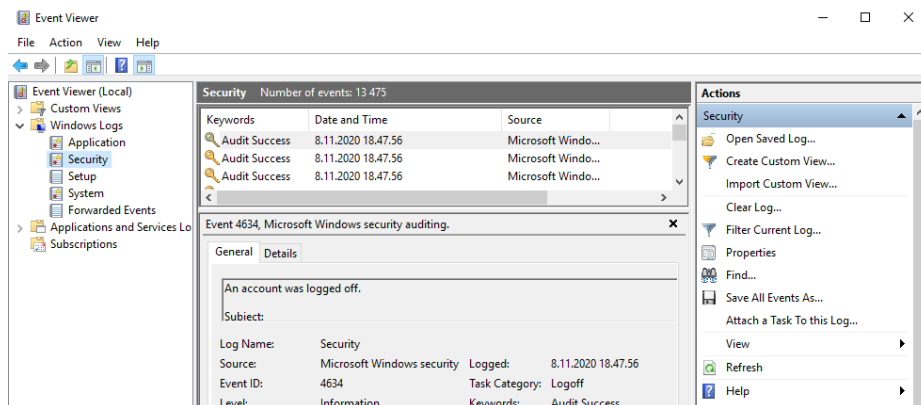 Event Viewer
File Action View Help
Event Viewer (Local)
Custom Views
Windows Logs
Application
Security
Setup
System
Forwarded Events
Applications and Services Lo
Subscriptions
Security Number of events: 13 475
Keywords Date and Time Source
Audit Success 8.11.2020 18.47.56 Microsoft Windo...
Audit Success 8.11.2020 18.47.56 Microsoft Windo...
Audit Success 8.11.2020 18.47.56 Microsoft Windo...
Event 4634, Microsoft Windows security auditing.
General Details
An account was logged off.
Subject:
Log Name: Security
Source: Microsoft Windows security Logged: 8.11.2020 18.47.56
Event ID: 4634 Task Category: Logoff
Level: Information Keywords: Audit Success
Actions
Security
Open Saved Log...
Create Custom View...
Import Custom View...
Clear Log...
Filter Current Log...
Properties
Find...
Save All Events As...
Attach a Task To this Log...
View
Refresh
Help